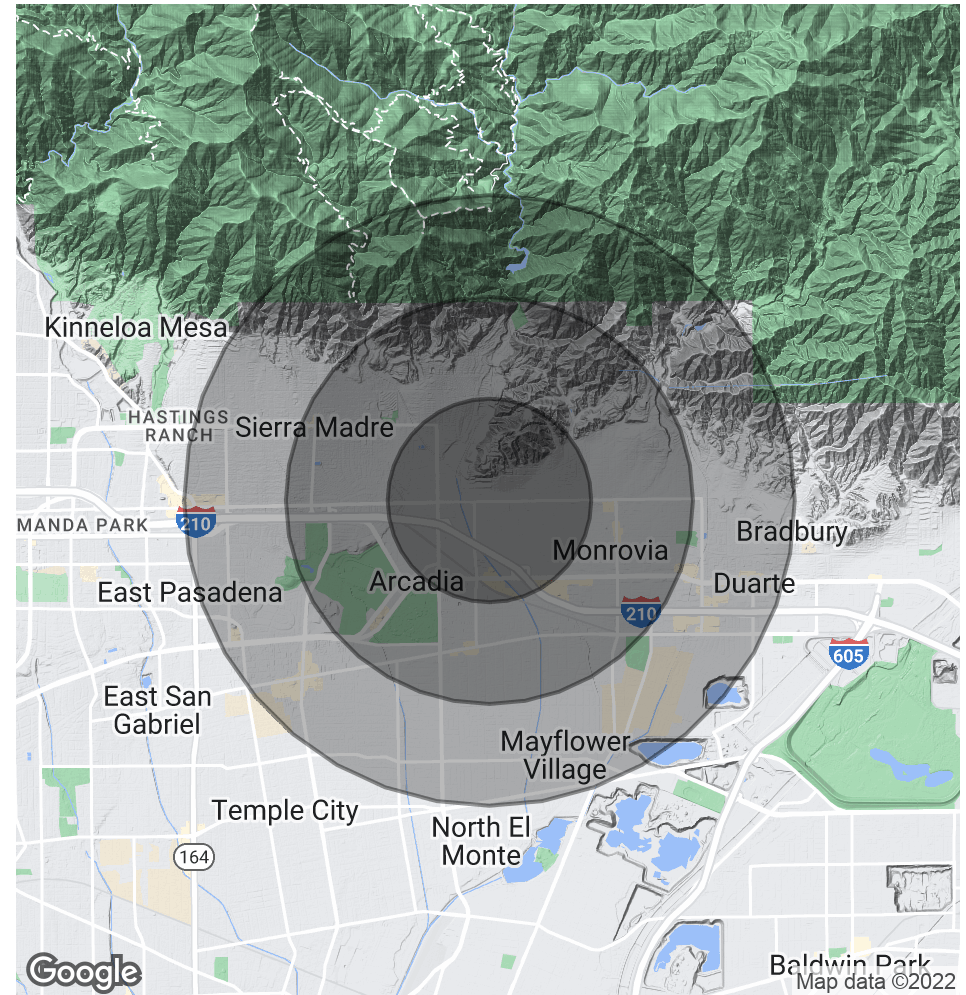 Kinneloa Mesa
HASTINGS
RANCH
Sierra Madre
MANDA PARK
210
Bradbury
Monrovia
Arcadia
Duarte
East Pasadena
210
605
East San
Gabriel
Mayflower
Village
Temple City
North El
Monte
164
Baldwin Park
Google
Map data ©2022